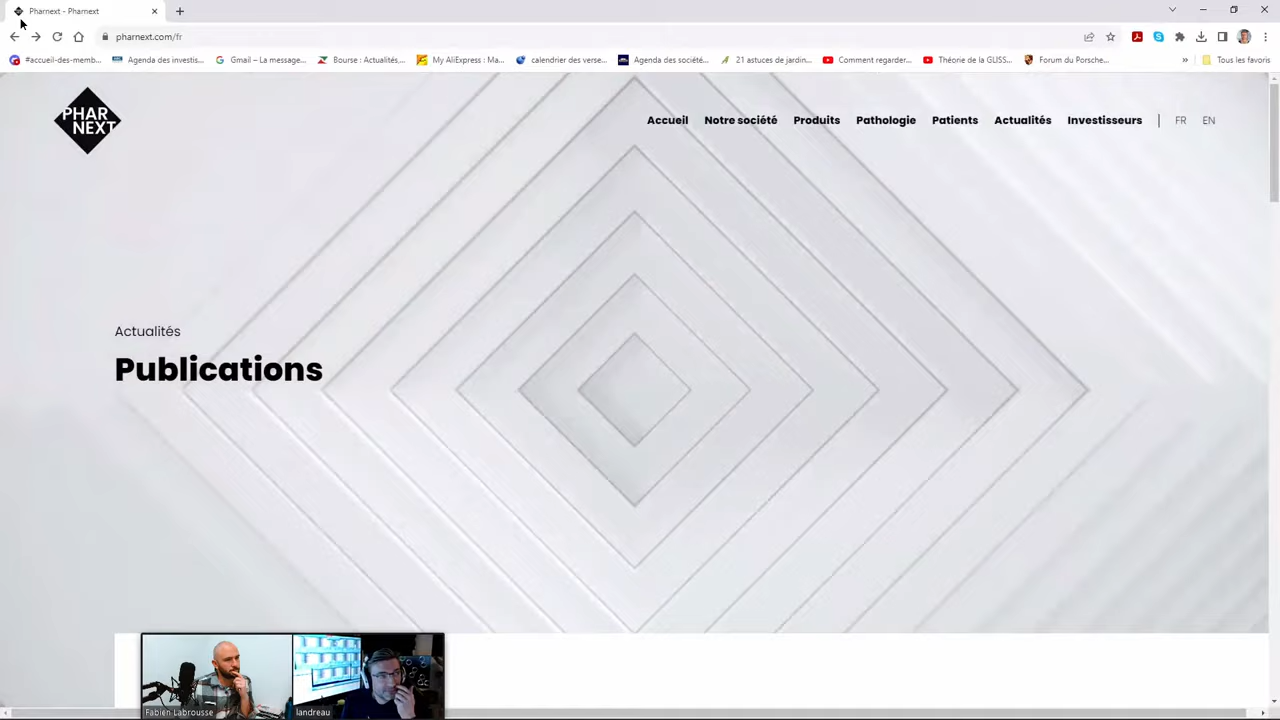 Pharnext - Pharnext
pharnext.com/fr
#accueil-des-memb...
Agenda des investis...
Gmail – La message...
Bourse : Actualités,...
My AliExpress : Ma...
calendrier des verse...
Agenda des société...
21 astuces de jardin...
Comment regarder...
Théorie de la GLISS...
Forum du Porsche...
»
Tous les favoris
PHAR
NEXT
Accueil Notre société Produits Pathologie Patients Actualités Investisseurs | FR EN
Actualités
Publications
Fabien Labrousse
landreau